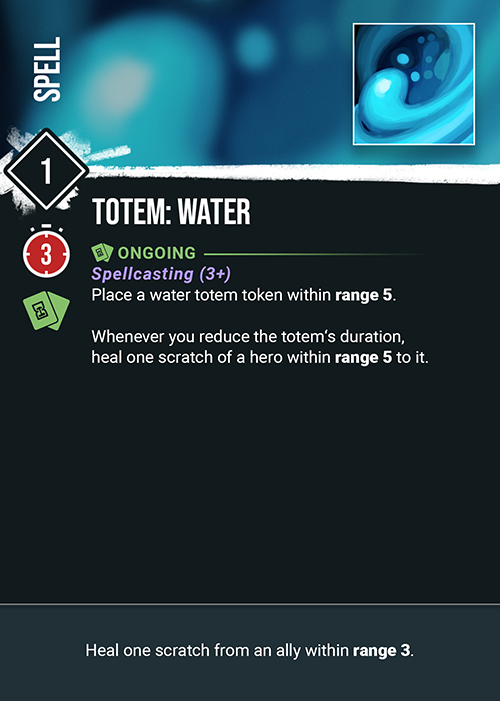 SPELL
1
TOTEM: WATER
3
ONGOING
Spellcasting (3+)
Place a water totem token within range 5.
Whenever you reduce the totem‘s duration,
heal one scratch of a hero within range 5 to it.
Heal one scratch from an ally within range 3.